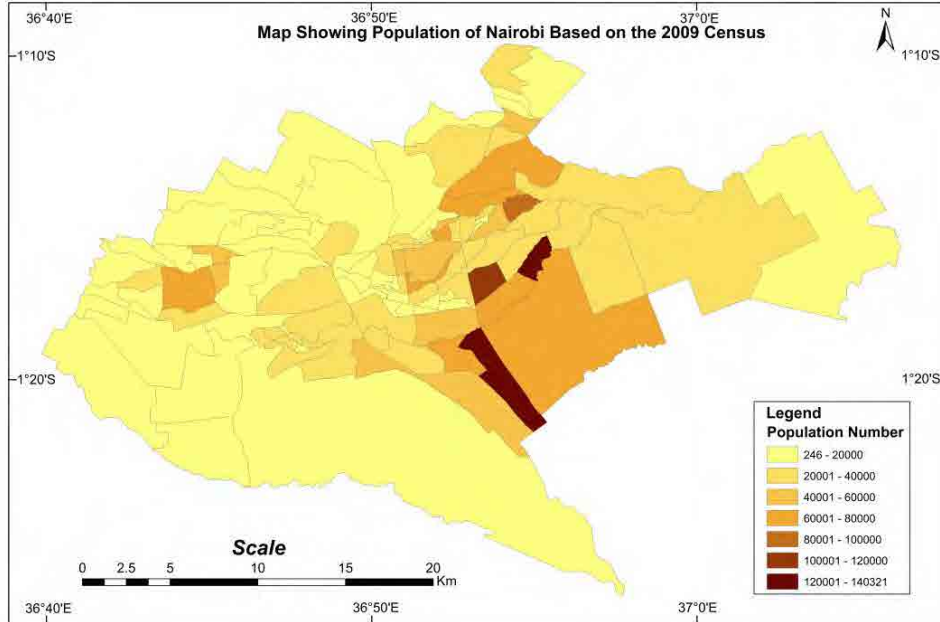 36°40'E 36°50'E 37°0'E
Map Showing Population of Nairobi Based on the 2009 Census
N
1°10'S 1°10'S
1°20'S 1°20'S
Legend
Population Number
246 - 20000
20001 - 40000
40001 - 60000
60001 - 80000
80001 - 100000
100001 - 120000
120001 - 140321
Scale
0 2.5 5 10 15 20
Km
36°40'E 36°50'E 37°0'E